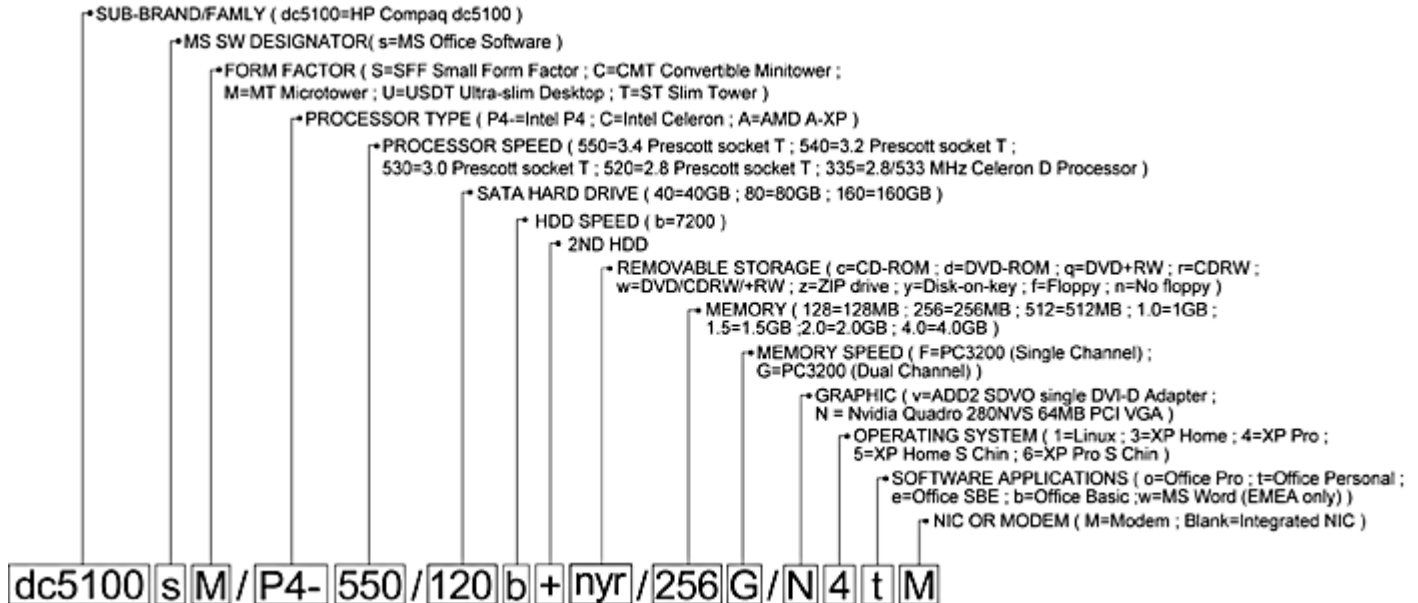 SUB-BRAND/FAMLY ( dc5100=HP Compaq dc5100 )
MS SW DESIGNATOR( s=MS Office Software )
FORM FACTOR ( S=SFF Small Form Factor ; C=CMT Convertible Minitower ;
M=MT Microtower ; U=USDT Ultra-slim Desktop ; T=ST Slim Tower )
PROCESSOR TYPE ( P4-=Intel P4 ; C=Intel Celeron ; A=AMD A-XP )
PROCESSOR SPEED ( 550=3.4 Prescott socket T ; 540=3.2 Prescott socket T ;
530=3.0 Prescott socket T ; 520=2.8 Prescott socket T ; 335=2.8/533 MHz Celeron D Processor )
SATA HARD DRIVE ( 40=40GB ; 80=80GB ; 160=160GB )
HDD SPEED ( b=7200 )
2ND HDD
REMOVABLE STORAGE ( c=CD-ROM ; d=DVD-ROM ; q=DVD+RW ; r=CDRW ;
w=DVD/CDRW/+RW ; z=ZIP drive ; y=Disk-on-key ; f=Floppy ; n=No floppy )
MEMORY ( 128=128MB ; 256=256MB ; 512=512MB ; 1.0=1GB ;
1.5=1.5GB ;2.0=2.0GB ; 4.0=4.0GB )
MEMORY SPEED ( F=PC3200 (Single Channel) ;
G=PC3200 (Dual Channel) )
GRAPHIC ( v=ADD2 SDVO single DVI-D Adapter ;
N = Nvidia Quadro 280NVS 64MB PCI VGA )
OPERATING SYSTEM ( 1=Linux ; 3=XP Home ; 4=XP Pro ;
5=XP Home S Chin ; 6=XP Pro S Chin )
SOFTWARE APPLICATIONS ( o=Office Pro ; t=Office Personal ;
e=Office SBE ; b=Office Basic ;w=MS Word (EMEA only) )
NIC OR MODEM ( M=Modem ; Blank=Integrated NIC )
dc5100 s M / P4- 550 / 120 b + nyr / 256 G / N 4 t M